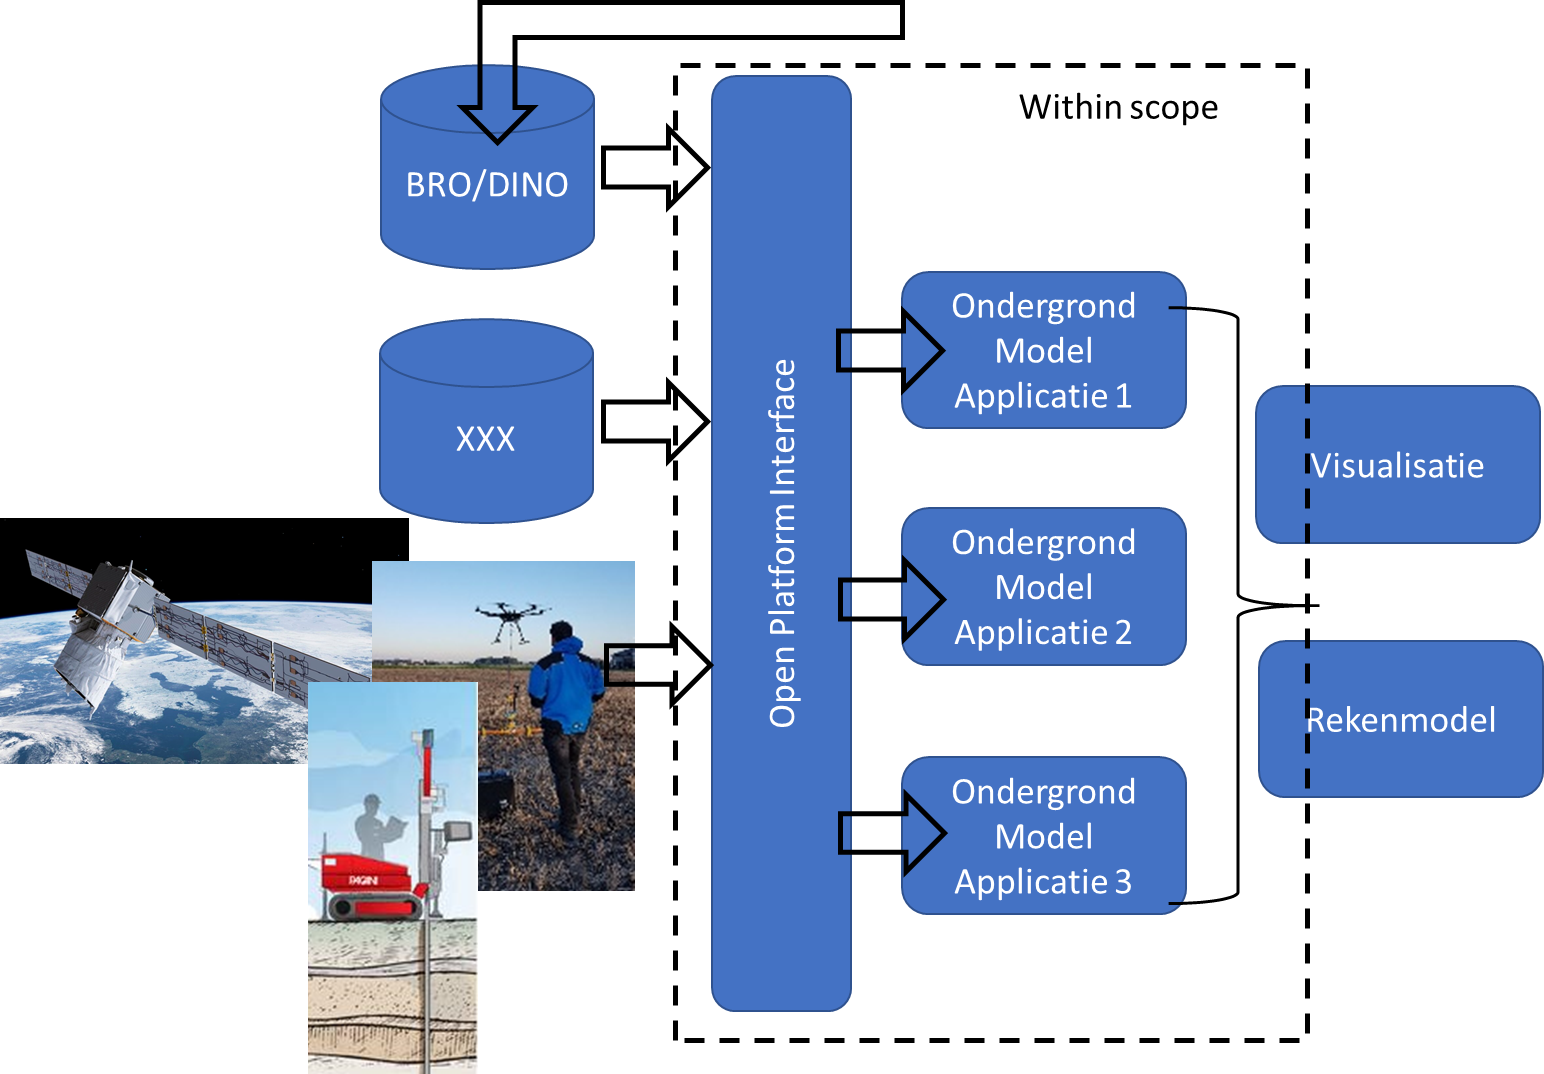 Within scope
BRO/DINO
XXX
Open Platform Interface
Ondergrond
Model
Applicatie 1
Ondergrond
Model
Applicatie 2
Ondergrond
Model
Applicatie 3
Visualisatie
Rekenmodel
PAGANI